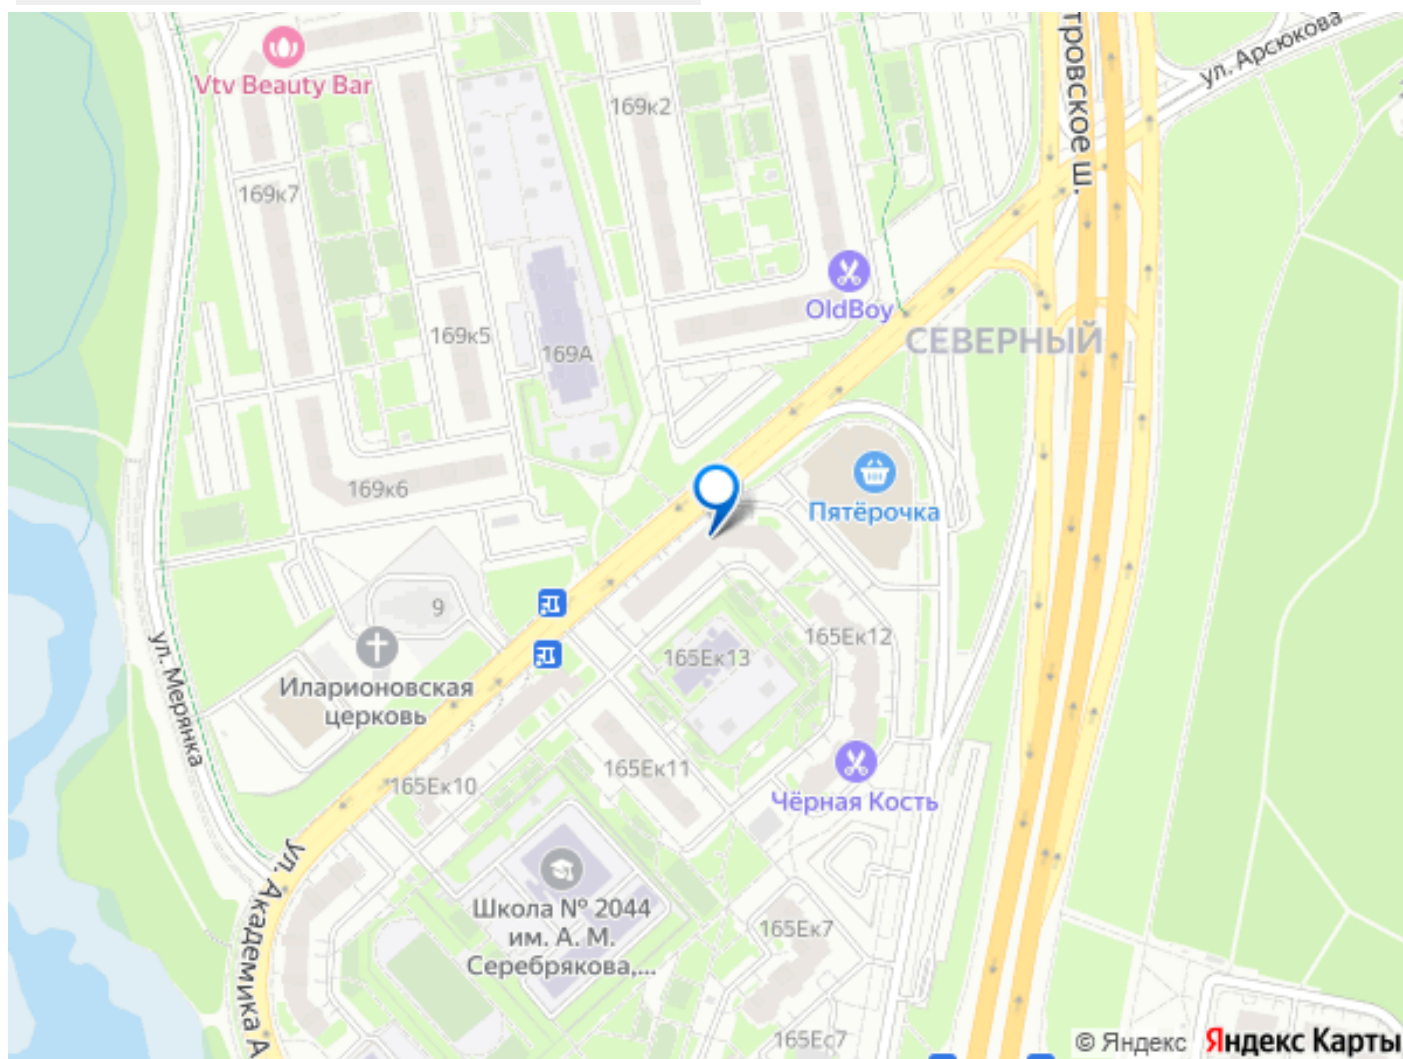 Vtv Beauty Bar
169к7
169к2
тровское ш.
ул. Арсюкова
169к5
169А
OldBoy
СЕВЕРНЫЙ
169к6
Пятёрочка
9
Иларионовская
церковь
ул. Мерянка
165Ек12
165Ек13
165Ек11
165Ек10
Чёрная Кость
ул. Академика А
Школа № 2044
им. А. М.
Серебрякова,...
165Ек7
165Ес7
© Яндекс Яндекс Карты